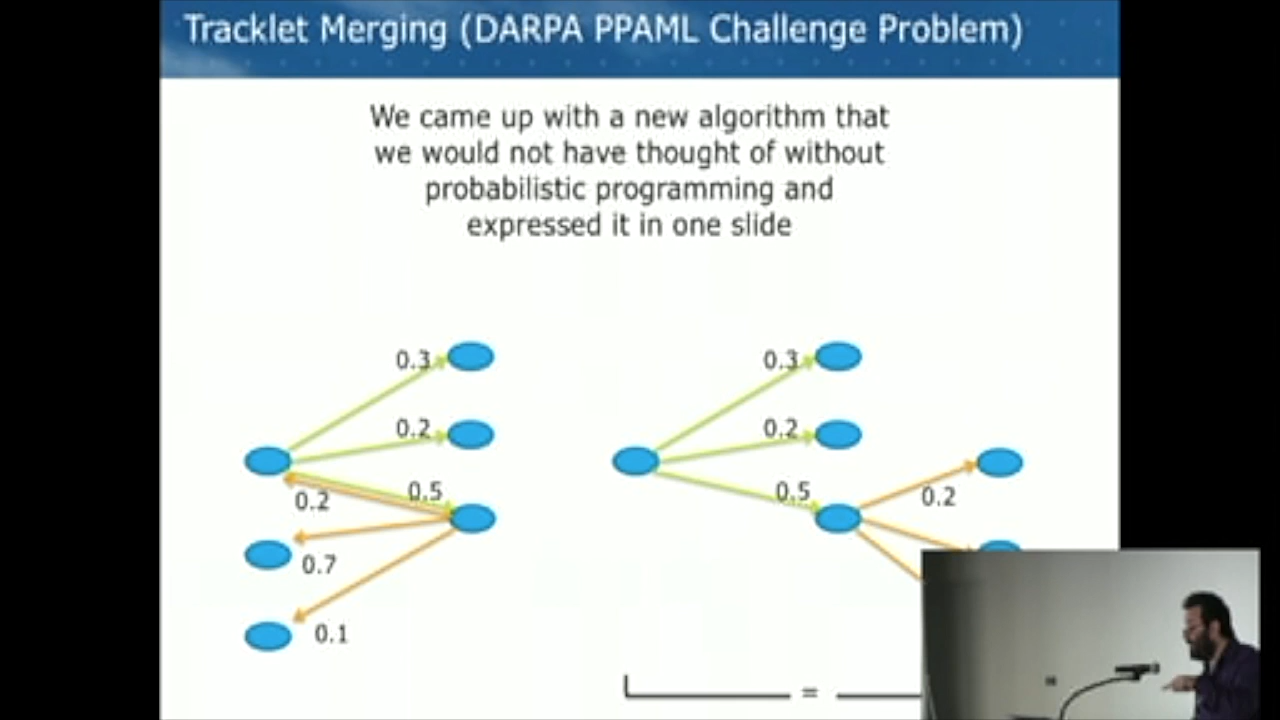 Tracklet Merging (DARPA PPAML Challenge Problem)
We came up with a new algorithm that
we would not have thought of without
probabilistic programming and
expressed it in one slide
0.3
0.2
0.5
0.2
0.7
0.1
0.3
0.2
0.5
0.2
=